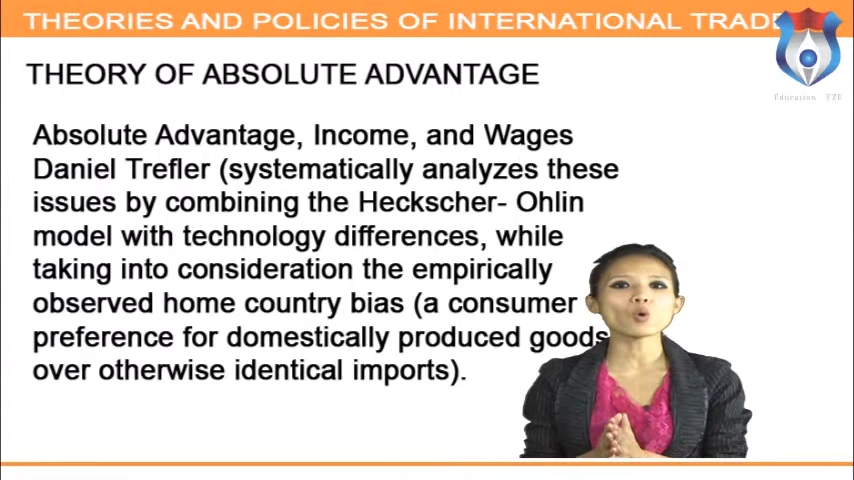 THEORIES AND POLICIES OF INTERNATIONAL TRADE
THEORY OF ABSOLUTE ADVANTAGE
Absolute Advantage, Income, and Wages
Daniel Trefler (systematically analyzes these
issues by combining the Heckscher- Ohlin
model with technology differences, while
taking into consideration the empirically
observed home country bias (a consumer
preference for domestically produced goods
over otherwise identical imports).
Education